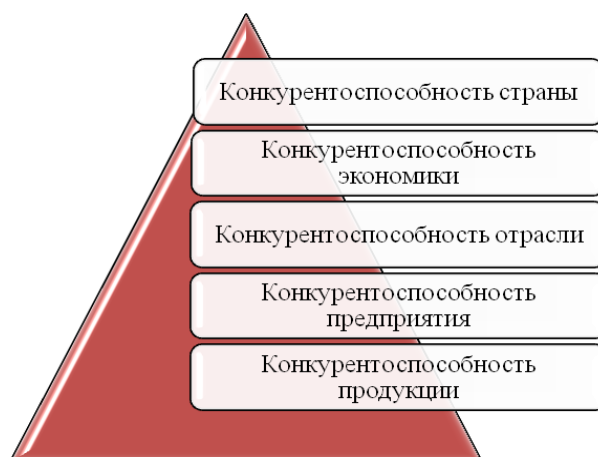 Конкурентоспособность страны
Конкурентоспособность
экономики
Конкурентоспособность отрасли
Конкурентоспособность
предприятия
Конкурентоспособность
продукции